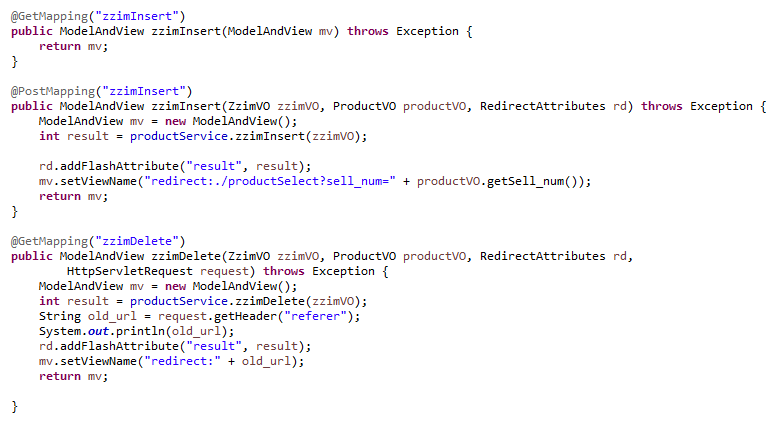 @GetMapping("zzimInsert")
public ModelAndView zzimInsert(ModelAndView mv) throws Exception {
    return mv;
}

@PostMapping("zzimInsert")
public ModelAndView zzimInsert(ZzimVO zzimVO, ProductVO productVO, RedirectAttributes rd) throws Exception {
    ModelAndView mv = new ModelAndView();
    int result = productService.zzimInsert(zzimVO);

    rd.addFlashAttribute("result", result);
    mv.setViewName("redirect:./productSelect?sell_num=" + productVO.getSell_num());
    return mv;
}

@GetMapping("zzimDelete")
public ModelAndView zzimDelete(ZzimVO zzimVO, ProductVO productVO, RedirectAttributes rd,
        HttpServletRequest request) throws Exception {
    ModelAndView mv = new ModelAndView();
    int result = productService.zzimDelete(zzimVO);
    String old_url = request.getHeader("referer");
    System.out.println(old_url);
    rd.addFlashAttribute("result", result);
    mv.setViewName("redirect:" + old_url);
    return mv;

}